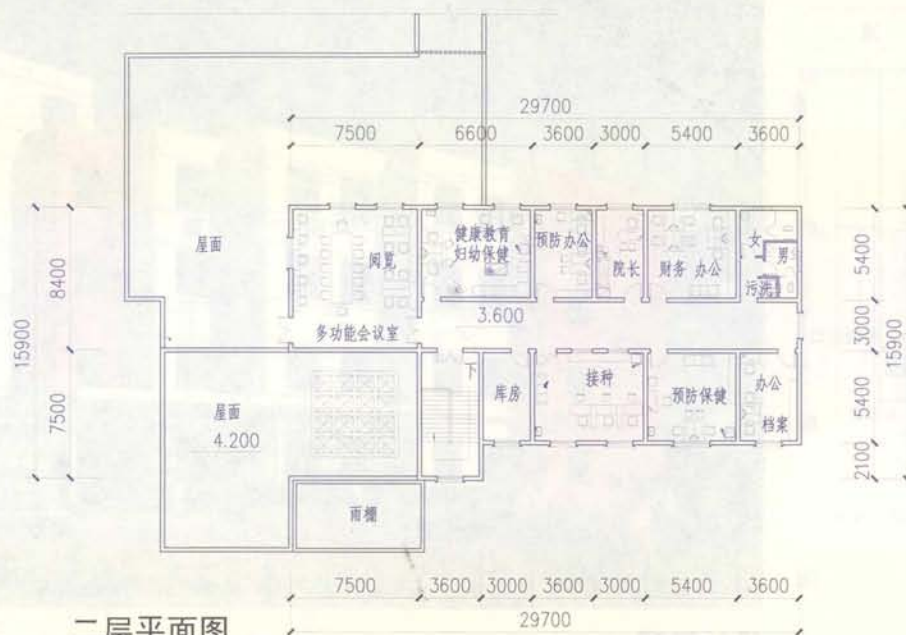 29700
7500 6600 3600 3000 5400 3600
屋面
阅览
健康教育
妇幼保健
预防办公
院长
财务 办公
女
男
污洗
15900
8400
7500
5400
3000
5400
2100
15900
多功能会议室
3.600
下
库房
接种
预防保健
办公
档案
屋面
4.200
雨棚
7500 3600 3000 3600 3000 5400 3600
29700
二层平面图